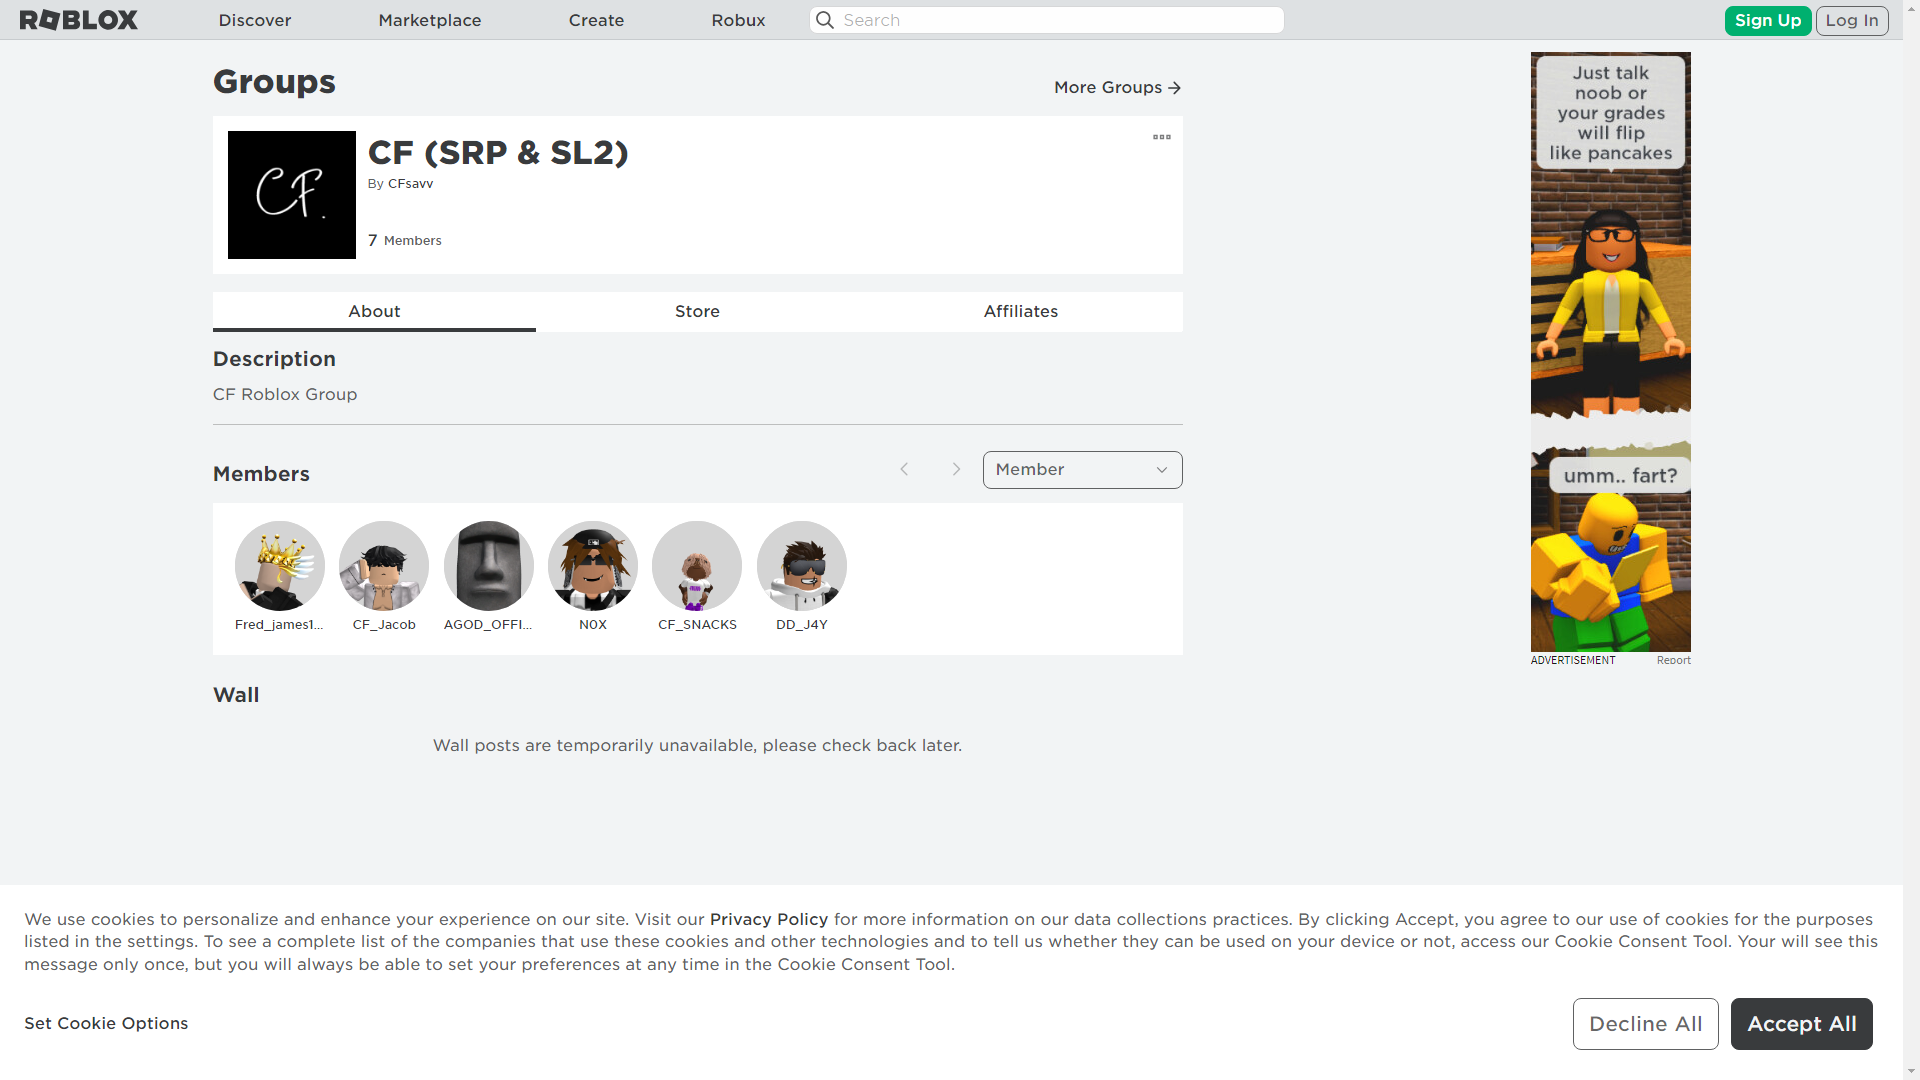 ROBLOX
Discover
Marketplace
Create
Robux
Search
Sign Up
Log In
Groups
More Groups
CF.
CF (SRP & SL2)
By CFsavv
7 Members
About
Store
Affiliates
Description
CF Roblox Group
Members
Member
Fred_james1...
CF_Jacob
AGOD_OFFI...
N0X
CF_SNACKS
DD_J4Y
Wall
Wall posts are temporarily unavailable, please check back later.
Just talk
noob or
your grades
will flip
like pancakes
umm.. fart?
ADVERTISEMENT
Report
We use cookies to personalize and enhance your experience on our site. Visit our Privacy Policy for more information on our data collections practices. By clicking Accept, you agree to our use of cookies for the purposes
listed in the settings. To see a complete list of the companies that use these cookies and other technologies and to tell us whether they can be used on your device or not, access our Cookie Consent Tool. Your will see this
message only once, but you will always be able to set your preferences at any time in the Cookie Consent Tool.
Set Cookie Options
Decline All
Accept All